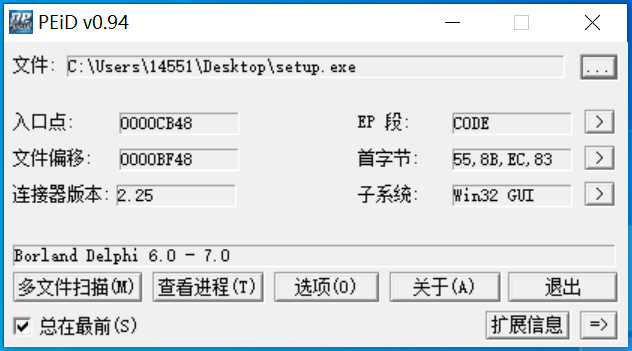 PEiD v0.94
文件: C:\Users\14551\Desktop\setup.exe ...
入口点: 0000CB48 EP 段: CODE >
文件偏移: 0000BF48 首字节: 55,8B,EC,83 >
连接器版本: 2.25 子系统: Win32 GUI >
Borland Delphi 6.0 - 7.0
多文件扫描(M) 查看进程(T) 选项(O) 关于(A) 退出
总在最前(S) 扩展信息 =>